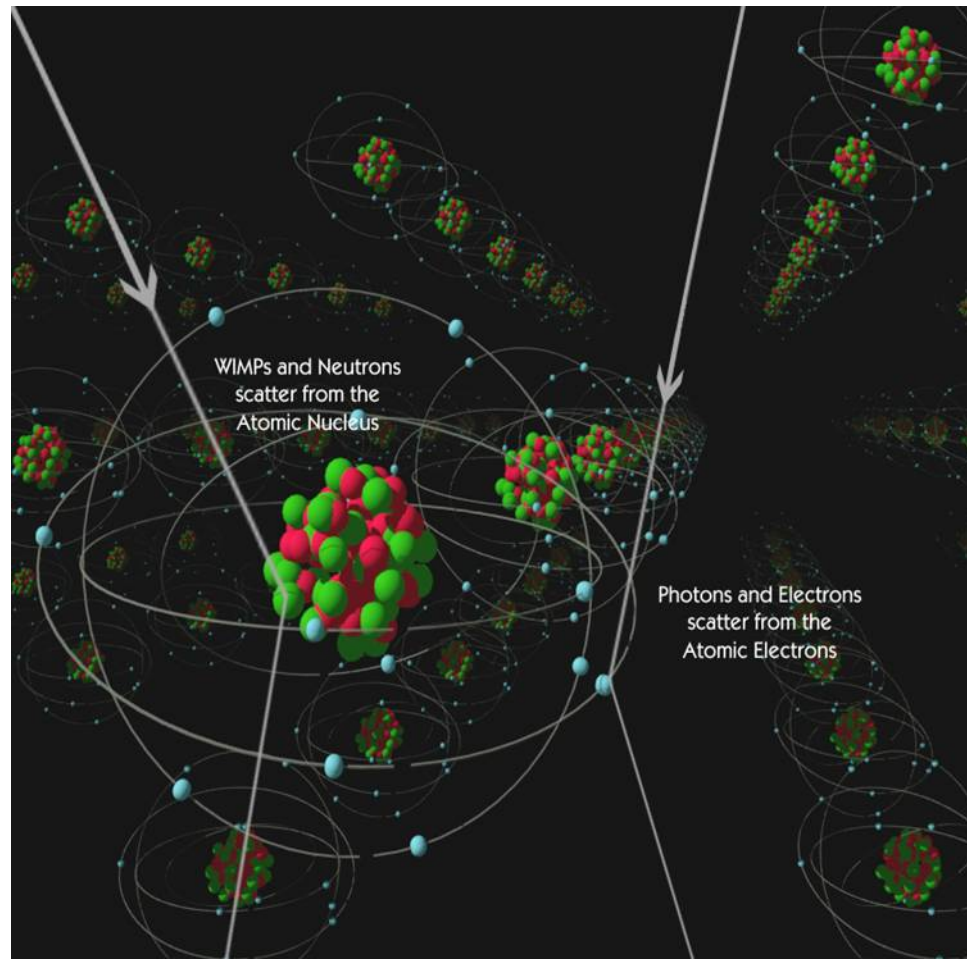 WIMPs and Neutrons
scatter from the
Atomic Nucleus
Photons and Electrons
scatter from the
Atomic Electrons